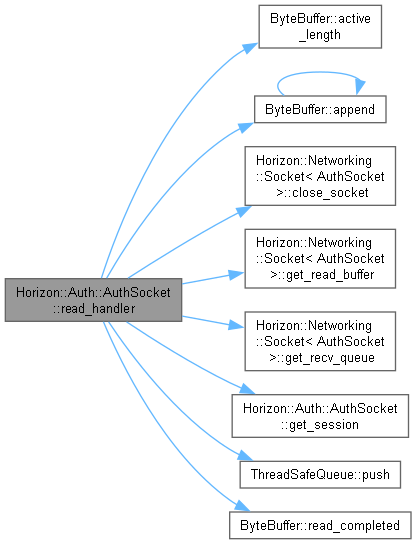 ByteBuffer::active
_length
ByteBuffer::append
Horizon::Networking
::Socket< AuthSocket
>::close_socket
Horizon::Networking
::Socket< AuthSocket
>::get_read_buffer
Horizon::Auth::AuthSocket
::read_handler
Horizon::Networking
::Socket< AuthSocket
>::get_recv_queue
Horizon::Auth::AuthSocket
::get_session
ThreadSafeQueue::push
ByteBuffer::read_completed